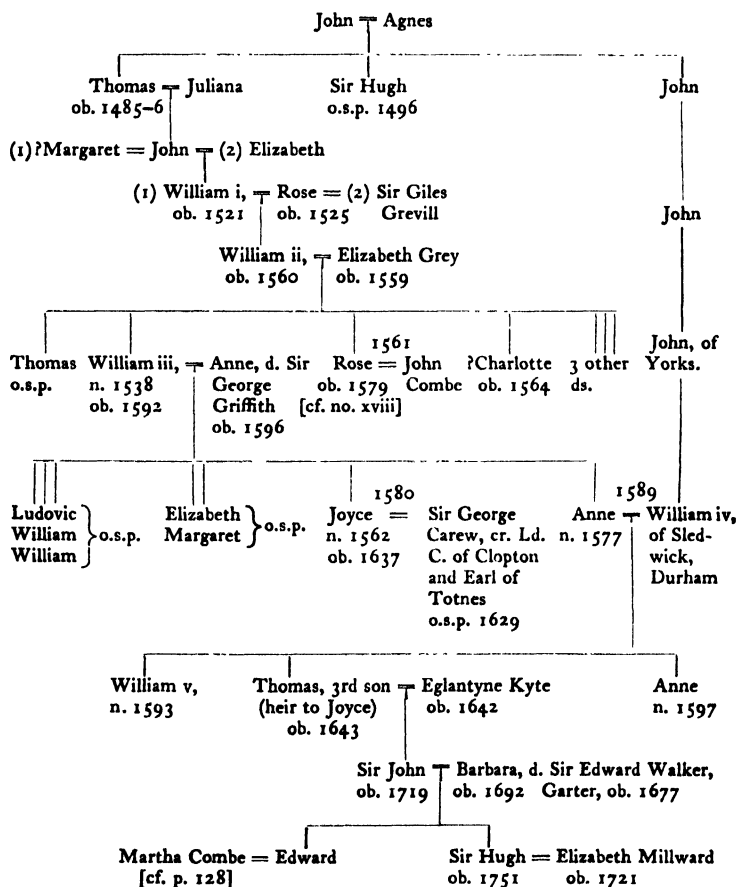 John = Agnes
Thomas = Juliana
ob. 1485-6
Sir Hugh
o.s.p. 1496
John
(1) ?Margaret = John = (2) Elizabeth
(1) William i, = Rose = (2) Sir Giles
ob. 1521 ob. 1525 Grevill
John
William ii, = Elizabeth Grey
ob. 1560 ob. 1559
Thomas
o.s.p.
William iii, =
n. 1538
ob. 1592
Anne, d. Sir
George
Griffith
ob. 1596
1561
Rose = John
ob. 1579 Combe
[cf. no. xviii]
?Charlotte
ob. 1564
3 other
ds.
John, of
Yorks.
Ludovic
William
William
} o.s.p.
Elizabeth
Margaret
} o.s.p.
1580
Joyce =
n. 1562
ob. 1637
Sir George
Carew, cr. Ld.
C. of Clopton
and Earl of
Totnes
o.s.p. 1629
1589
Anne =
n. 1577
William iv,
of Sled-
wick,
Durham
William v,
n. 1593
Thomas, 3rd son = Eglantyne Kyte
(heir to Joyce) ob. 1642
ob. 1643
Anne
n. 1597
Sir John = Barbara, d. Sir Edward Walker,
ob. 1719 ob. 1692 Garter, ob. 1677
Martha Combe = Edward
[cf. p. 128]
Sir Hugh = Elizabeth Millward
ob. 1751 ob. 1721